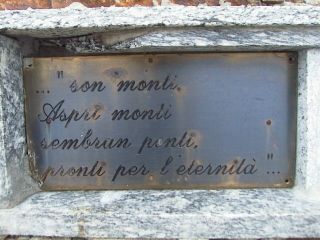 ..." son monti.
Aspri monti
sembran ponti,
pronti per l'eternità"...